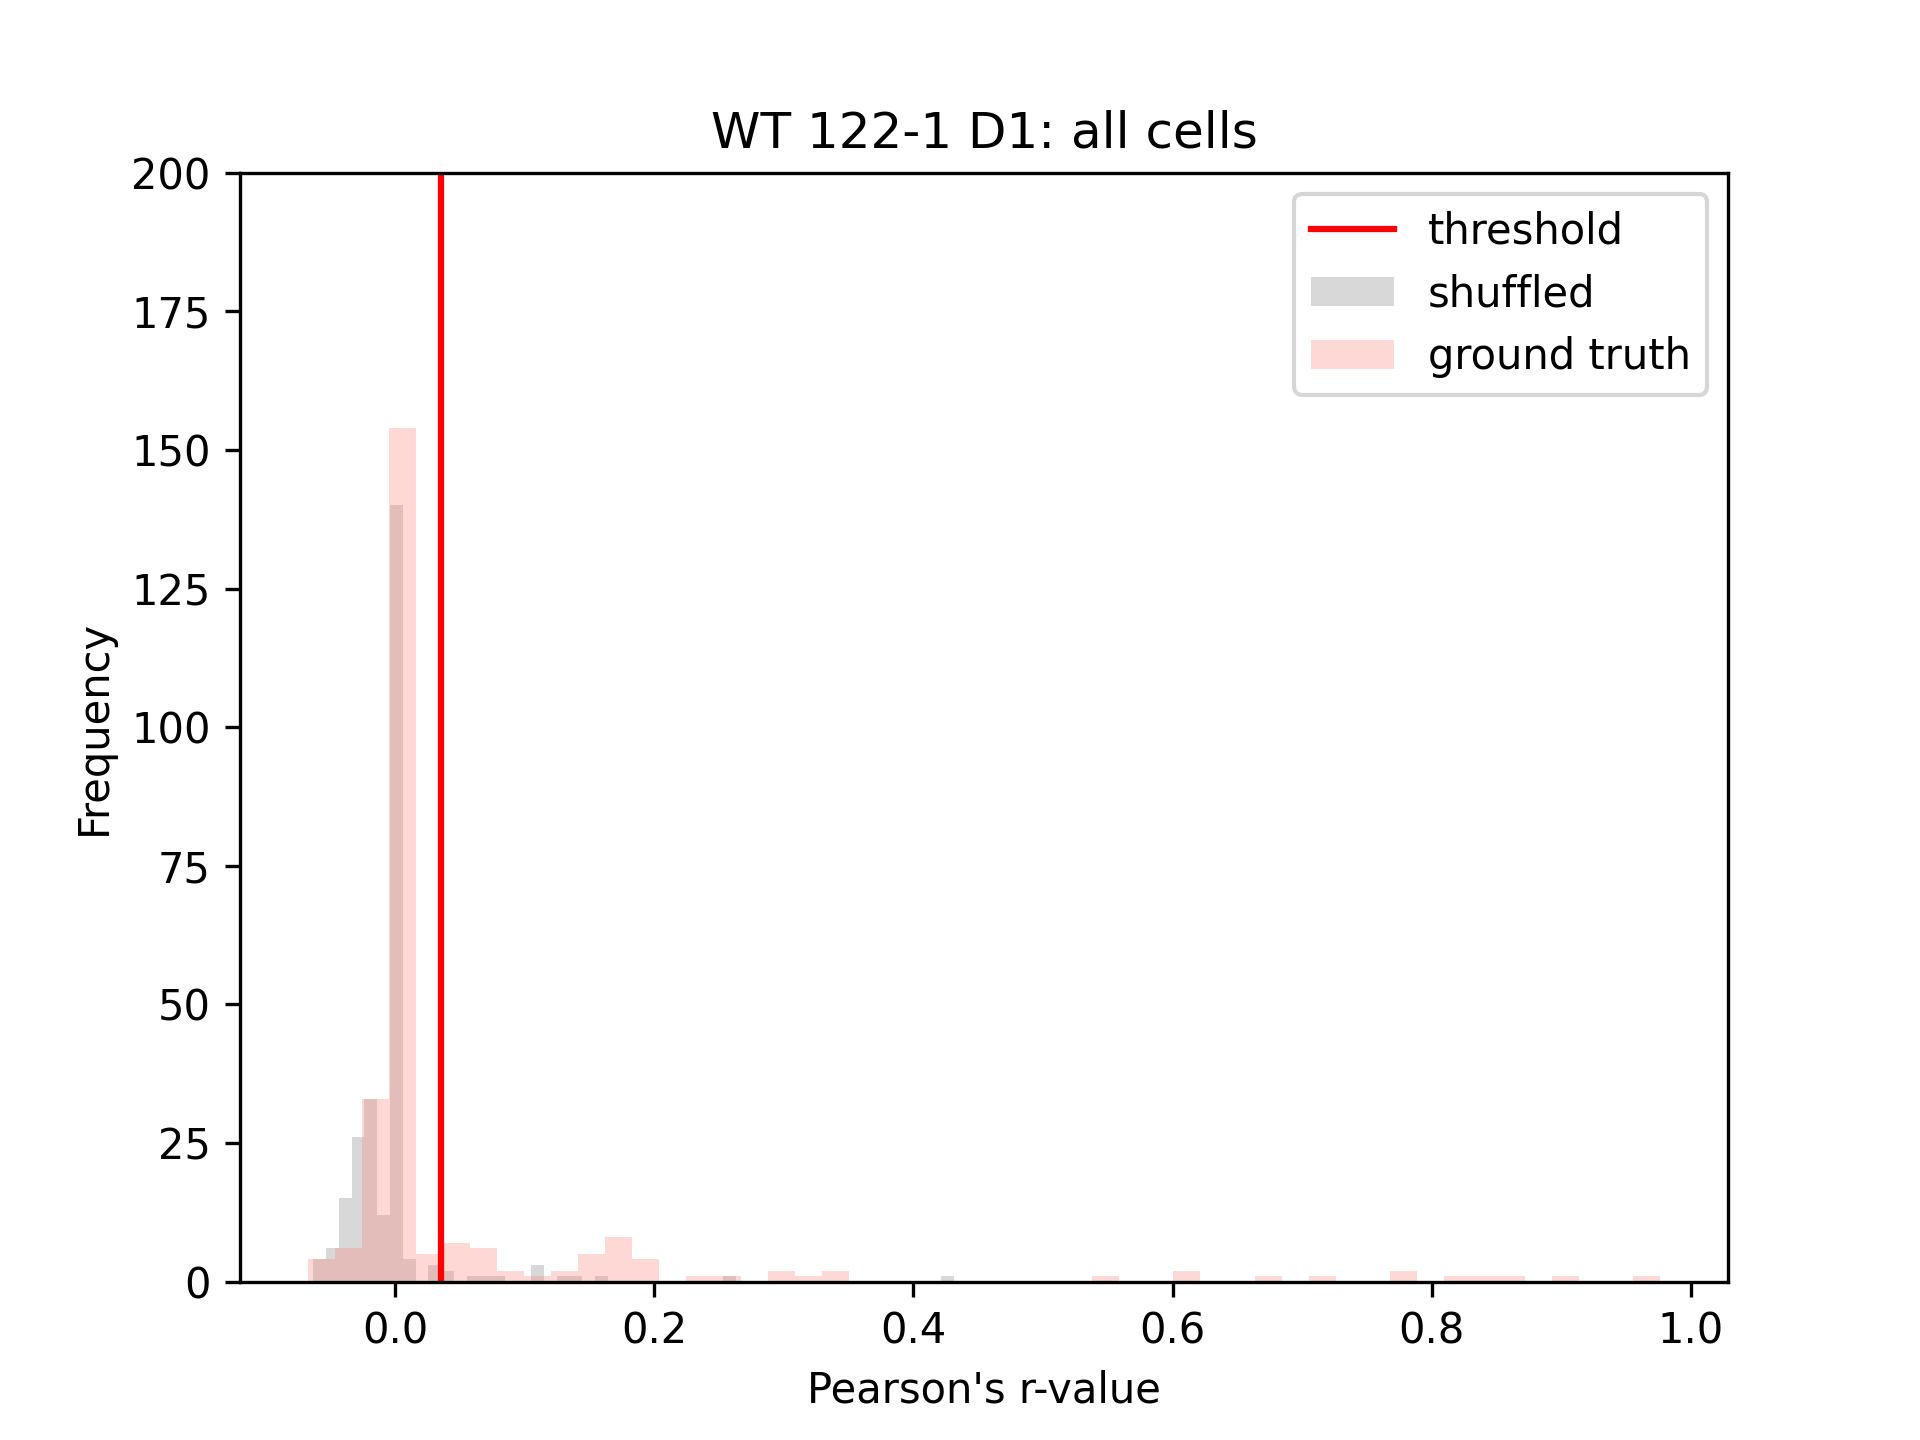 WT 122-1 D1: all cells
200
175
150
125
100
75
50
25
0
Frequency
threshold
shuffled
ground truth
0.0 0.2 0.4 0.6 0.8 1.0
Pearson's r-value